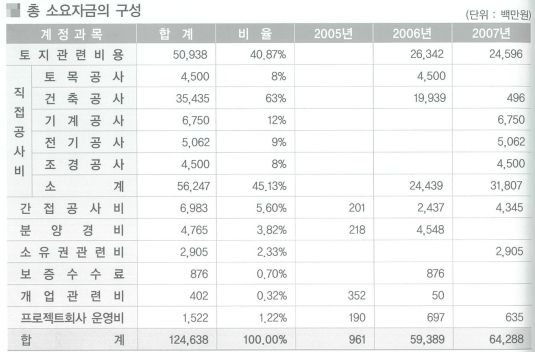 총 소요자금의 구성
(단위 : 백만원)
계정과목 합 계 비 율 2005년 2006년 2007년
토지관련비용 50,938 40,87% 26,342 24,596
직접공사비
토 목 공 사 4,500 8% 4,500
건 축 공 사 35,435 63% 19,939 496
기 계 공 사 6,750 12% 6,750
전 기 공 사 5,062 9% 5,062
조 경 공 사 4,500 8% 4,500
소 계 56,247 45,13% 24,439 31,807
간 접 공 사 비 6,983 5,60% 201 2,437 4,345
분 양 경 비 4,765 3,82% 218 4,548
소 유 권 관 련 비 2,905 2,33% 2,905
보 증 수 수 료 876 0,70% 876
개 업 관 련 비 402 0,32% 352 50
프로젝트회사 운영비 1,522 1,22% 190 697 635
합 계 124,638 100,00% 961 59,389 64,288